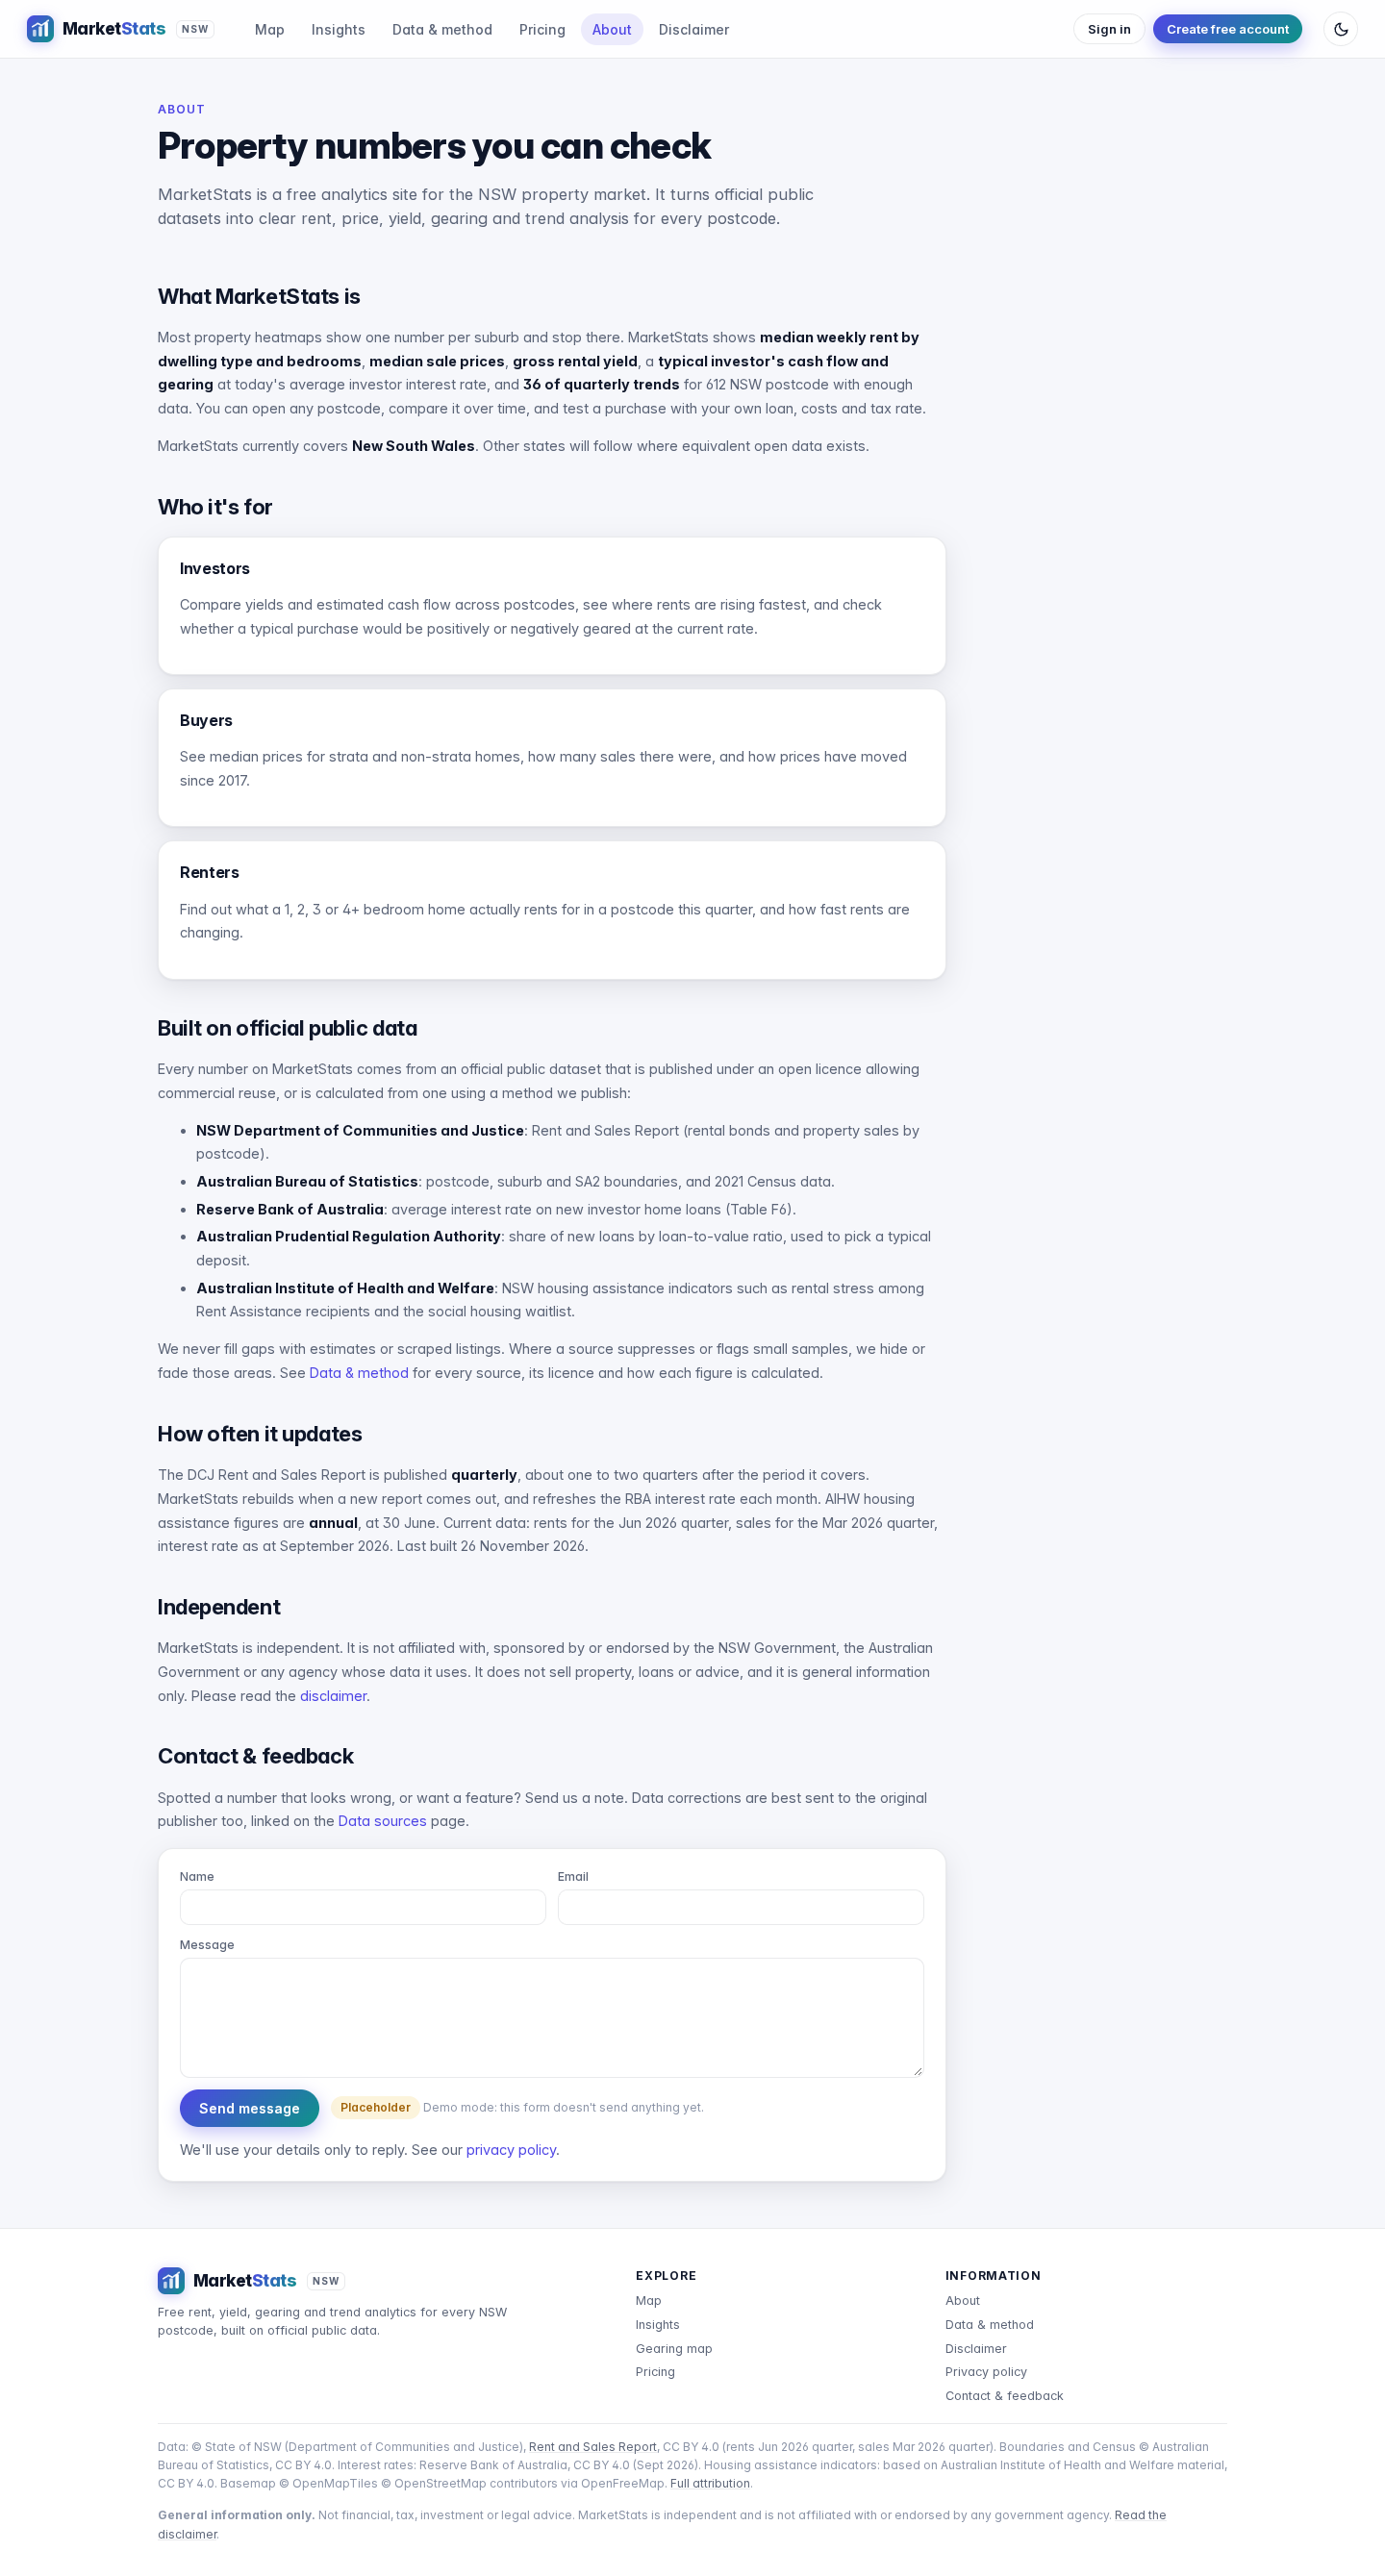 MarketStats NSW Map Insights Data & method Pricing About Disclaimer Sign in Create free account
ABOUT
Property numbers you can check
MarketStats is a free analytics site for the NSW property market. It turns official public
datasets into clear rent, price, yield, gearing and trend analysis for every postcode.
What MarketStats is
Most property heatmaps show one number per suburb and stop there. MarketStats shows median weekly rent by
dwelling type and bedrooms, median sale prices, gross rental yield, a typical investor's cash flow and
gearing at today's average investor interest rate, and 36 of quarterly trends for 612 NSW postcode with enough
data. You can open any postcode, compare it over time, and test a purchase with your own loan, costs and tax rate.
MarketStats currently covers New South Wales. Other states will follow where equivalent open data exists.
Who it's for
Investors
Compare yields and estimated cash flow across postcodes, see where rents are rising fastest, and check
whether a typical purchase would be positively or negatively geared at the current rate.
Buyers
See median prices for strata and non-strata homes, how many sales there were, and how prices have moved
since 2017.
Renters
Find out what a 1, 2, 3 or 4+ bedroom home actually rents for in a postcode this quarter, and how fast rents are
changing.
Built on official public data
Every number on MarketStats comes from an official public dataset that is published under an open licence allowing
commercial reuse, or is calculated from one using a method we publish:
• NSW Department of Communities and Justice: Rent and Sales Report (rental bonds and property sales by
postcode).
• Australian Bureau of Statistics: postcode, suburb and SA2 boundaries, and 2021 Census data.
• Reserve Bank of Australia: average interest rate on new investor home loans (Table F6).
• Australian Prudential Regulation Authority: share of new loans by loan-to-value ratio, used to pick a typical
deposit.
• Australian Institute of Health and Welfare: NSW housing assistance indicators such as rental stress among
Rent Assistance recipients and the social housing waitlist.
We never fill gaps with estimates or scraped listings. Where a source suppresses or flags small samples, we hide or
fade those areas. See Data & method for every source, its licence and how each figure is calculated.
How often it updates
The DCJ Rent and Sales Report is published quarterly, about one to two quarters after the period it covers.
MarketStats rebuilds when a new report comes out, and refreshes the RBA interest rate each month. AIHW housing
assistance figures are annual, at 30 June. Current data: rents for the Jun 2026 quarter, sales for the Mar 2026 quarter,
interest rate as at September 2026. Last built 26 November 2026.
Independent
MarketStats is independent. It is not affiliated with, sponsored by or endorsed by the NSW Government, the Australian
Government or any agency whose data it uses. It does not sell property, loans or advice, and it is general information
only. Please read the disclaimer.
Contact & feedback
Spotted a number that looks wrong, or want a feature? Send us a note. Data corrections are best sent to the original
publisher too, linked on the Data sources page.
Name Email
Message
Send message Placeholder Demo mode: this form doesn't send anything yet.
We'll use your details only to reply. See our privacy policy.
MarketStats NSW
Free rent, yield, gearing and trend analytics for every NSW
postcode, built on official public data.
EXPLORE
Map
Insights
Gearing map
Pricing
INFORMATION
About
Data & method
Disclaimer
Privacy policy
Contact & feedback
Data: © State of NSW (Department of Communities and Justice), Rent and Sales Report, CC BY 4.0 (rents Jun 2026 quarter, sales Mar 2026 quarter). Boundaries and Census © Australian
Bureau of Statistics, CC BY 4.0. Interest rates: Reserve Bank of Australia, CC BY 4.0 (Sept 2026). Housing assistance indicators: based on Australian Institute of Health and Welfare material,
CC BY 4.0. Basemap © OpenMapTiles © OpenStreetMap contributors via OpenFreeMap. Full attribution.
General information only. Not financial, tax, investment or legal advice. MarketStats is independent and is not affiliated with or endorsed by any government agency. Read the
disclaimer.